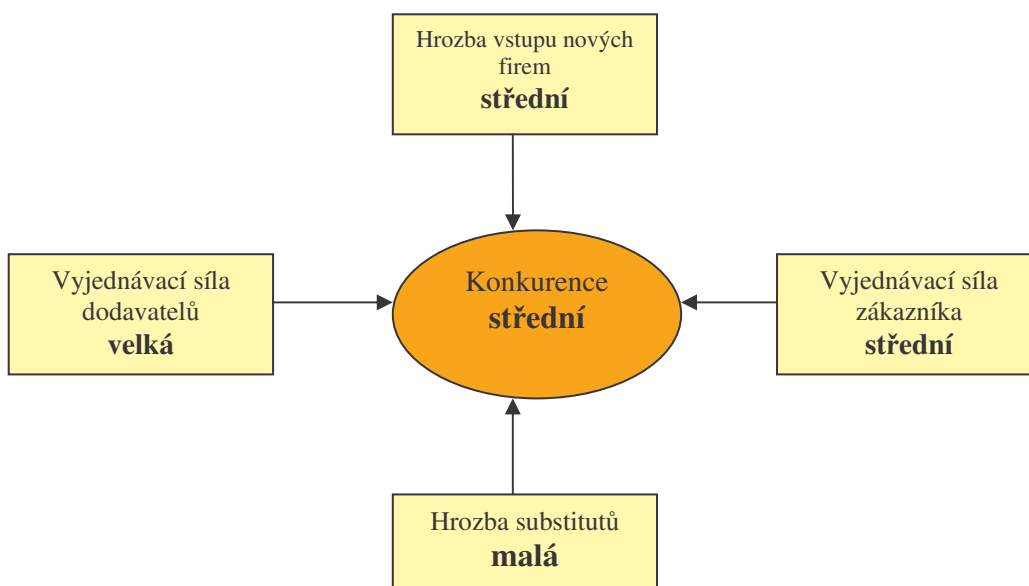 Hrozba vstupu nových
firem
střední
Vyjednávací síla
dodavatelů
velká
Konkurence
střední
Vyjednávací síla
zákazníka
střední
Hrozba substitutů
malá